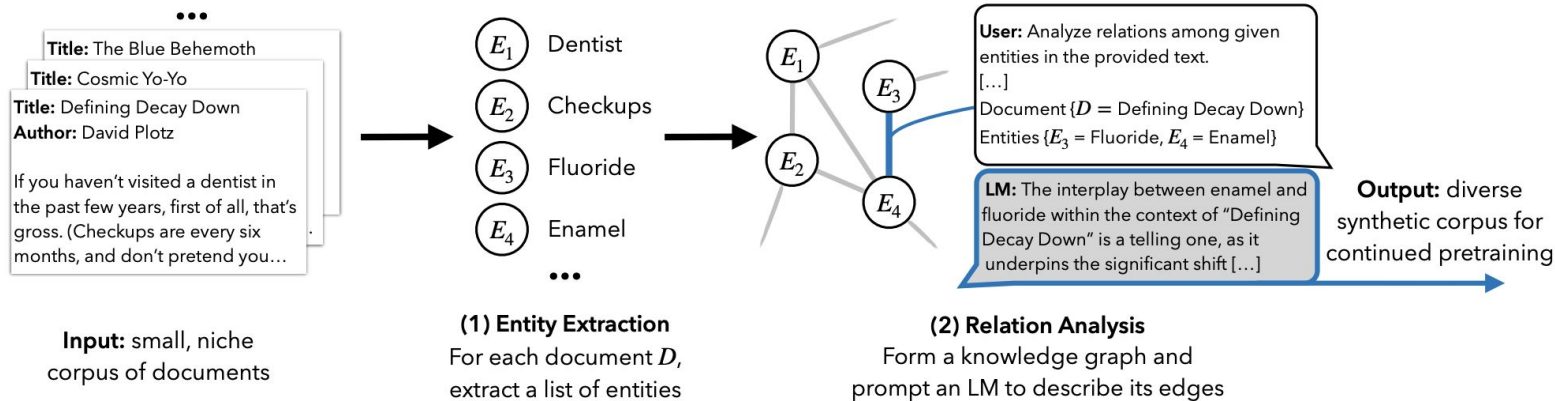 •••
Title: The Blue Behemoth
Title: Cosmic Yo-Yo
Title: Defining Decay Down
Author: David Plotz
If you haven't visited a dentist in
the past few years, first of all, that's
gross. (Checkups are every six
months, and don't pretend you...
.
Input: small, niche
corpus of documents
E1 Dentist
E2 Checkups
E3 Fluoride
E4 Enamel
•••
(1) Entity Extraction
For each document D,
extract a list of entities
E1
E3
E2
E4
User: Analyze relations among given
entities in the provided text.
[...]
Document {D = Defining Decay Down}
Entities {E3 = Fluoride, E4 = Enamel}
LM: The interplay between enamel and
fluoride within the context of “Defining
Decay Down” is a telling one, as it
underpins the significant shift [...]
(2) Relation Analysis
Form a knowledge graph and
prompt an LM to describe its edges
Output: diverse
synthetic corpus for
continued pretraining